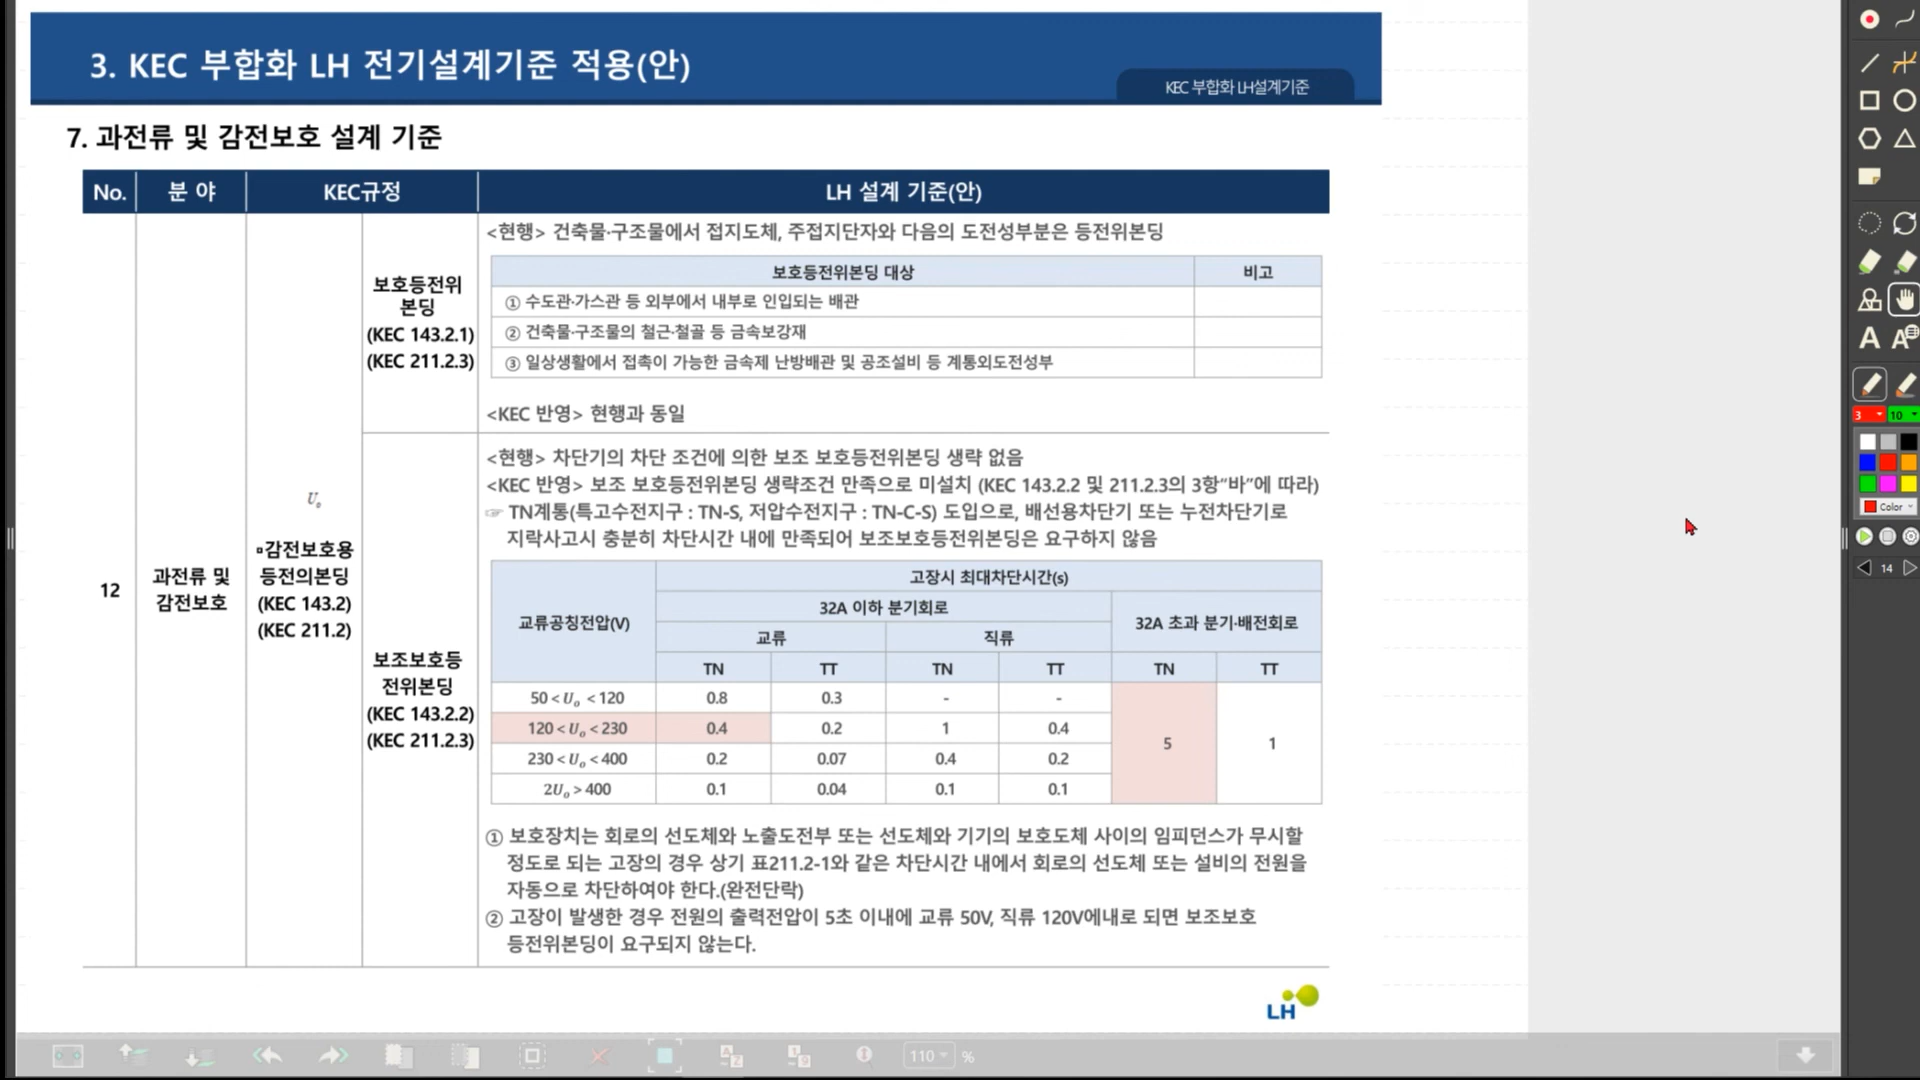 3. KEC 부합화 LH 전기설계기준 적용(안)
KEC 부합화 LH설계기준
7. 과전류 및 감전보호 설계 기준
No. 분 야 KEC규정 LH 설계 기준(안)
12
과전류 및
감전보호
U₀
▫감전보호용
등전의본딩
(KEC 143.2)
(KEC 211.2)
보호등전위
본딩
(KEC 143.2.1)
(KEC 211.2.3)
<현행> 건축물·구조물에서 접지도체, 주접지단자와 다음의 도전성부분은 등전위본딩
보호등전위본딩 대상 비고
① 수도관·가스관 등 외부에서 내부로 인입되는 배관
② 건축물·구조물의 철근·철골 등 금속보강재
③ 일상생활에서 접촉이 가능한 금속제 난방배관 및 공조설비 등 계통외도전성부
<KEC 반영> 현행과 동일
보조보호등
전위본딩
(KEC 143.2.2)
(KEC 211.2.3)
<현행> 차단기의 차단 조건에 의한 보조 보호등전위본딩 생략 없음
<KEC 반영> 보조 보호등전위본딩 생략조건 만족으로 미설치 (KEC 143.2.2 및 211.2.3의 3항“바”에 따라)
☞ TN계통(특고수전지구 : TN-S, 저압수전지구 : TN-C-S) 도입으로, 배선용차단기 또는 누전차단기로
지락사고시 충분히 차단시간 내에 만족되어 보조보호등전위본딩은 요구하지 않음
교류공칭전압(V) 고장시 최대차단시간(s)
32A 이하 분기회로 32A 초과 분기·배전회로
교류 직류
TN TT TN TT TN TT
50 < U₀ < 120 0.8 0.3 - -
120 < U₀ < 230 0.4 0.2 1 0.4
5 1
230 < U₀ < 400 0.2 0.07 0.4 0.2
2U₀ > 400 0.1 0.04 0.1 0.1
① 보호장치는 회로의 선도체와 노출도전부 또는 선도체와 기기의 보호도체 사이의 임피던스가 무시할
정도로 되는 고장의 경우 상기 표211.2-1와 같은 차단시간 내에서 회로의 선도체 또는 설비의 전원을
자동으로 차단하여야 한다.(완전단락)
② 고장이 발생한 경우 전원의 출력전압이 5초 이내에 교류 50V, 직류 120V에내로 되면 보조보호
등전위본딩이 요구되지 않는다.
LH
110 %
3 10
Color
14